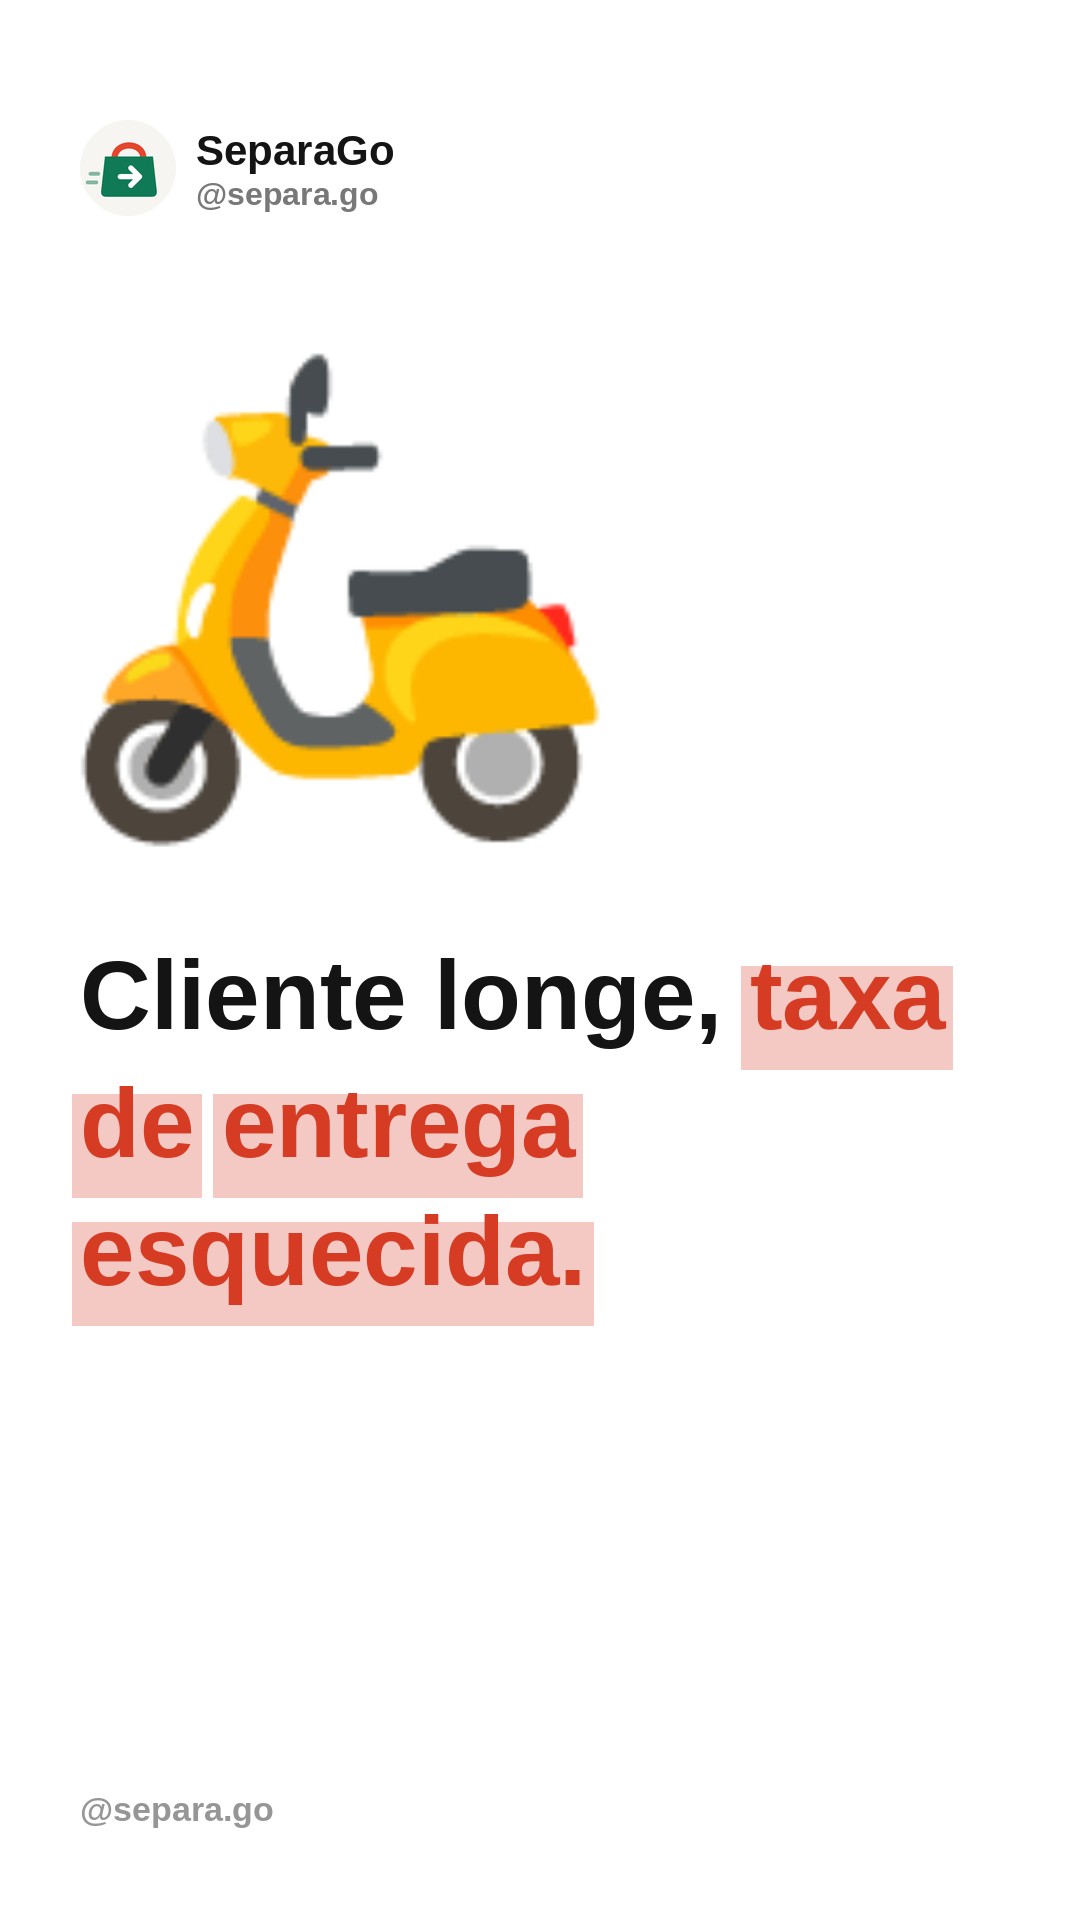 SeparaGo
@separa.go
Cliente longe, taxa
de entrega
esquecida.
@separa.go